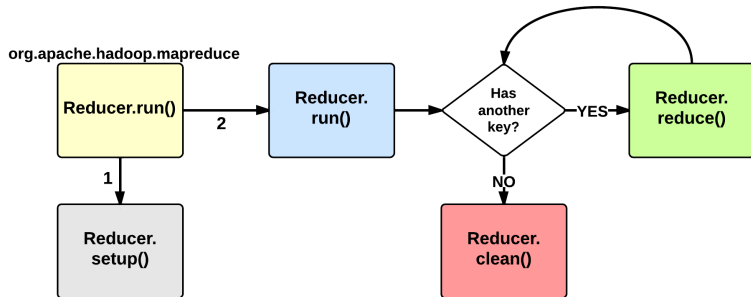 org.apache.hadoop.mapreduce
Reducer.run()
2
Reducer.
run()
Has
another
key?
YES
Reducer.
reduce()
1
NO
Reducer.
setup()
Reducer.
clean()